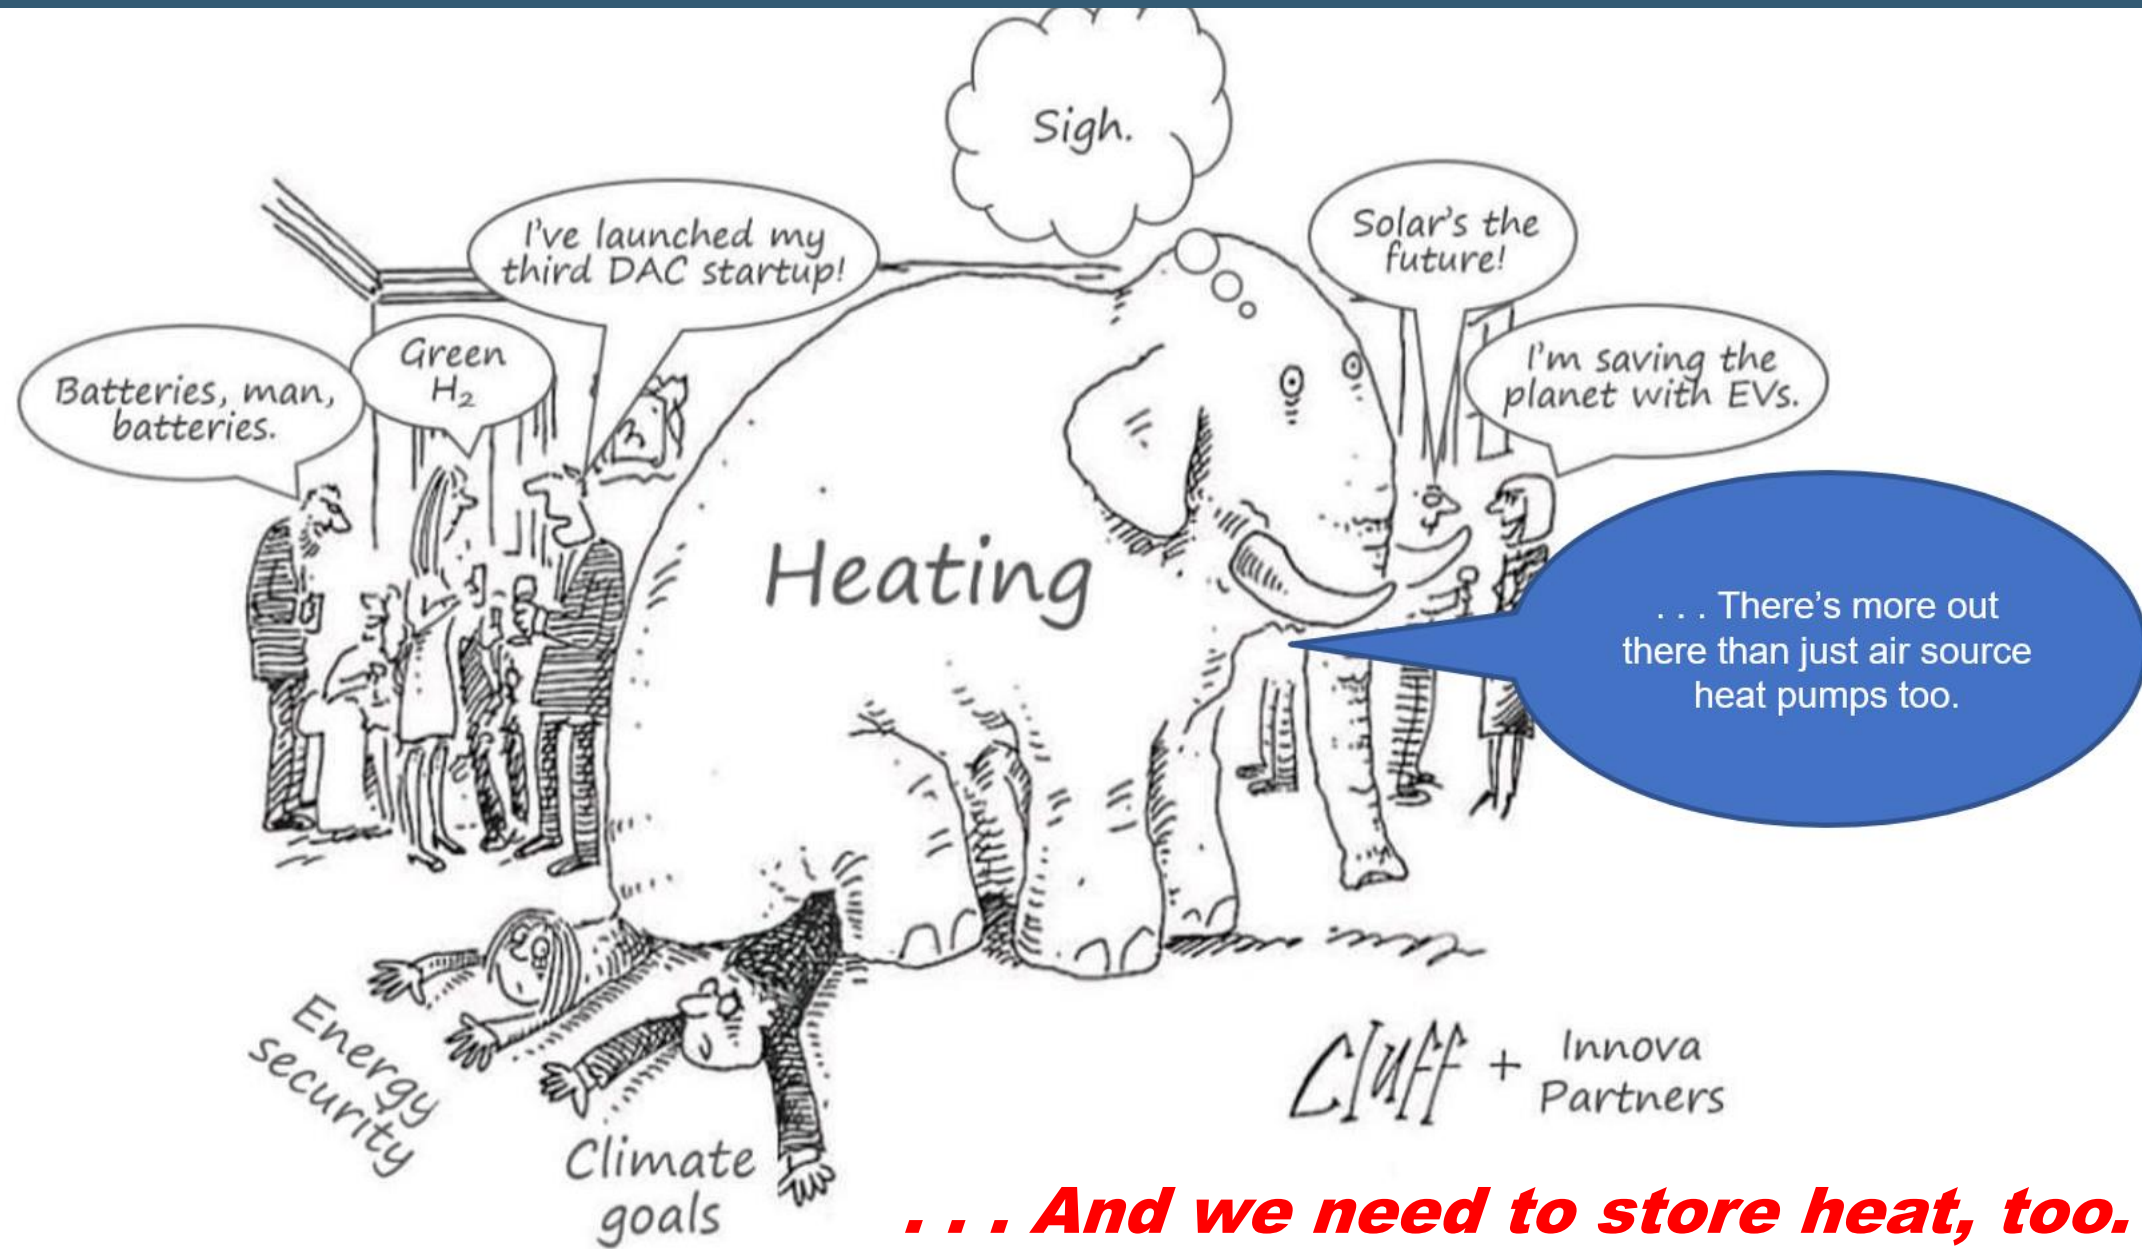 Sigh.
I've launched my
third DAC startup!
Solar's the
future!
Batteries, man,
batteries.
Green
H₂
I'm saving the
planet with EVs.
Heating
. . . There’s more out
there than just air source
heat pumps too.
Energy
security
Climate
goals
Cluff + Innova
Partners
. . . And we need to store heat, too.